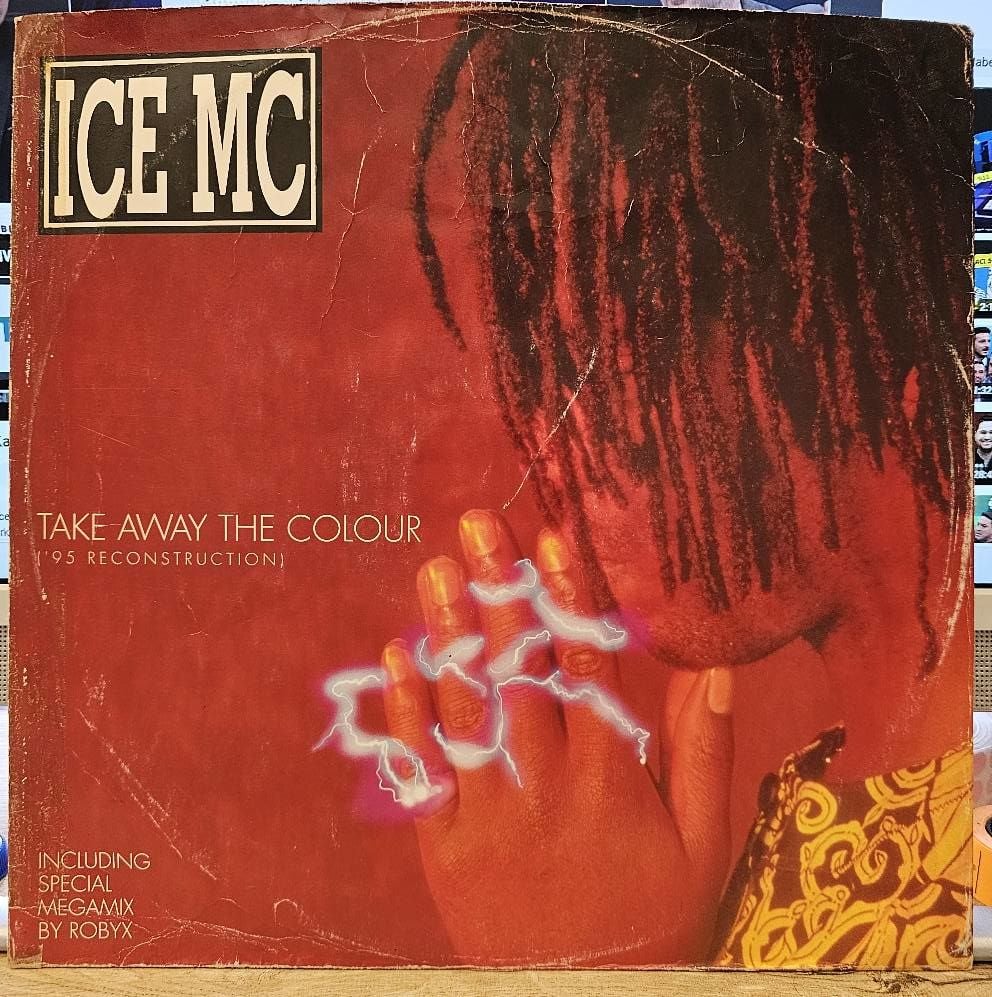 ICE MC
TAKE AWAY THE COLOUR
('95 RECONSTRUCTION)
INCLUDING
SPECIAL
MEGAMIX
BY ROBYX